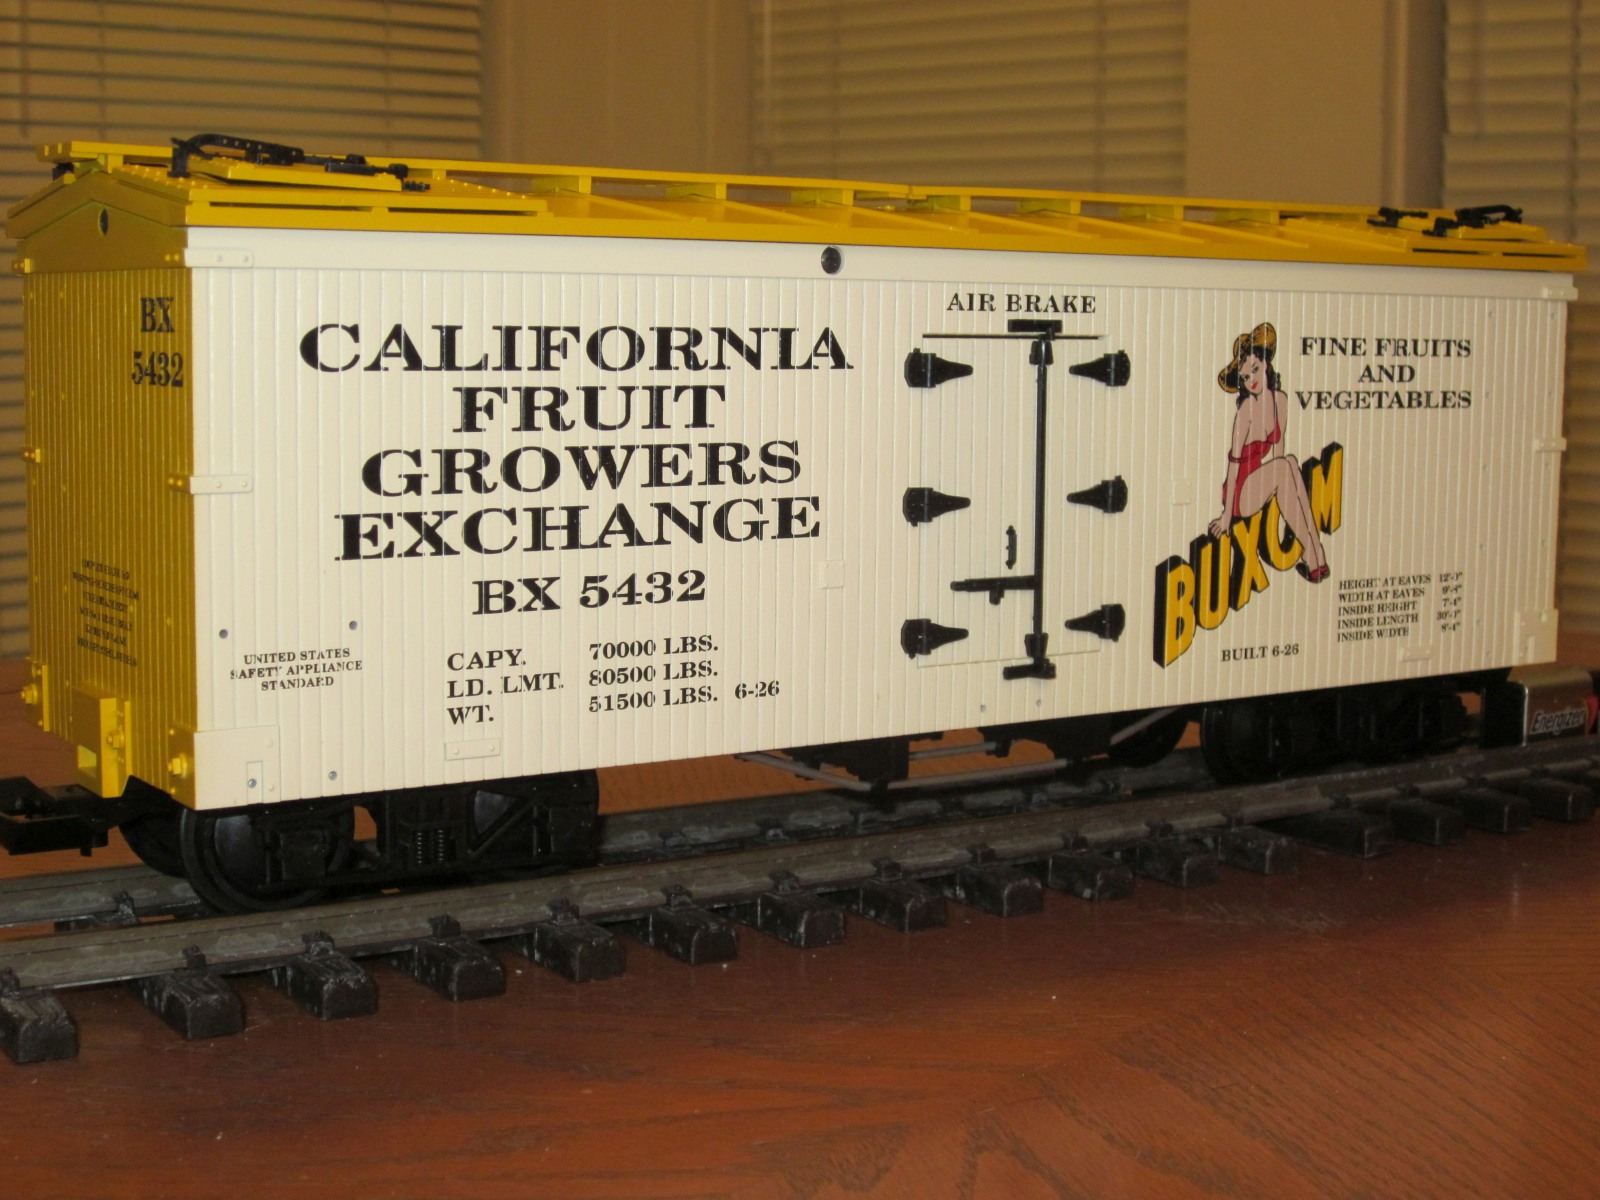 BX
5432
CALIFORNIA
FRUIT
GROWERS
EXCHANGE
BX 5432
UNITED STATES
SAFETY APPLIANCE
STANDARD
CAPY. 70000 LBS.
LD. LMT. 80500 LBS.
WT. 51500 LBS. 6-26
AIR BRAKE
FINE FRUITS
AND
VEGETABLES
BUXOM
BUILT 6-26
HEIGHT AT EAVES
WIDTH AT EAVES
INSIDE HEIGHT
INSIDE LENGTH
INSIDE WIDTH
Energizer